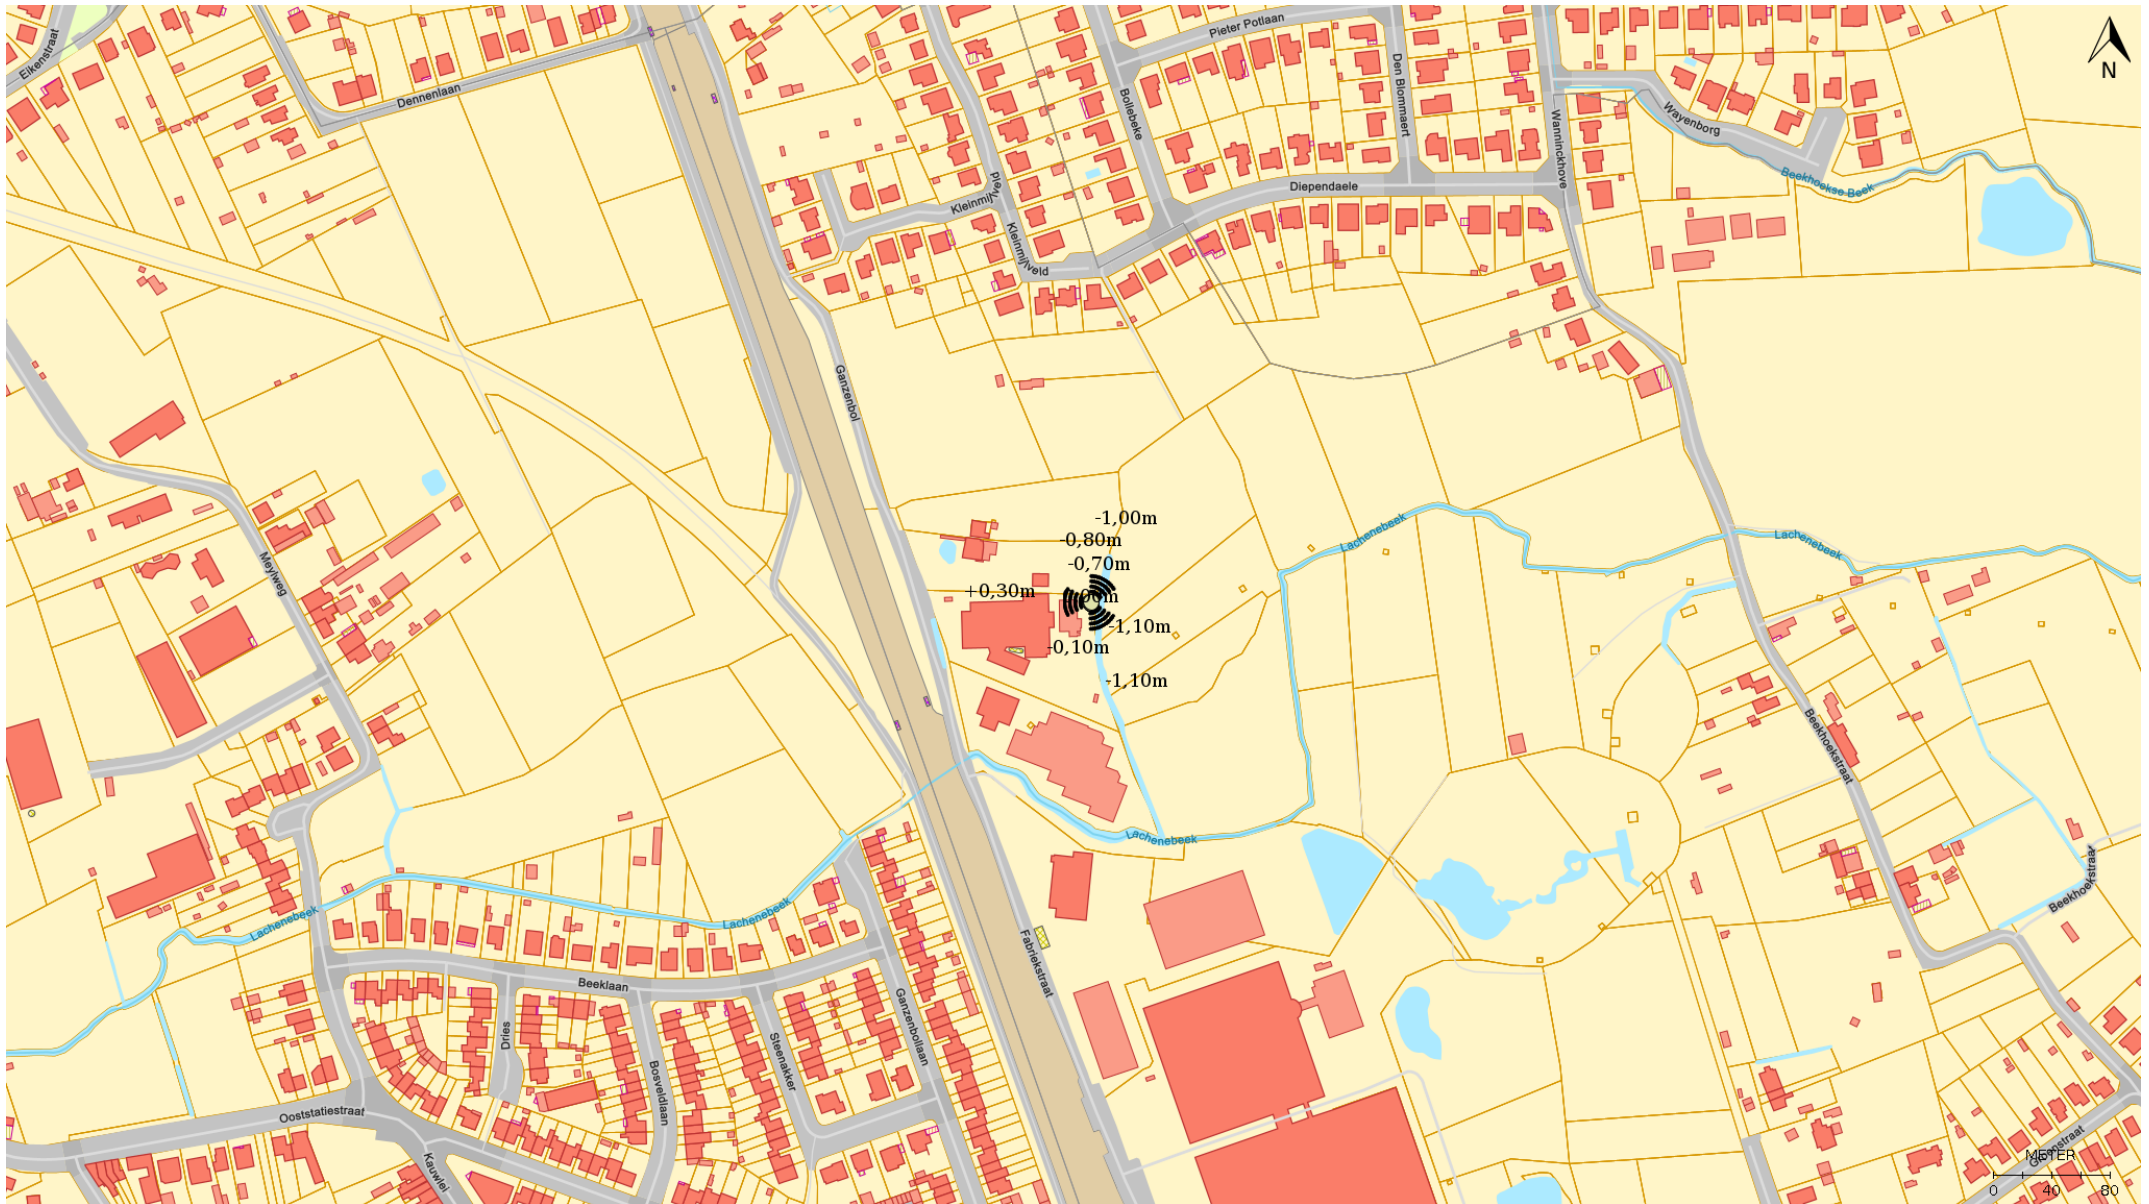 Eikenstraat
Dennenlaan
Pieter Potlaan
Bollebeke
Den Blommaert
Wanninckhove
Wayenborg
Beekhoekse Beek
Diependaele
Kleinmijlveld
Kleinmijlveld
N
Ganzenbol
Meylweg
-1,00m
-0,80m
-0,70m
+0,30m
-1,10m
-0,10m
-1,10m
Lachenebeek
Lachenebeek
Beekhoekstraat
Lachenebeek
Beekhoekstraat
Lachenebeek
Lachenebeek
Fabriekstraat
Beeklaan
Ganzenbollaan
Dries
Steenakker
Bosveldlaan
Ooststatiestraat
Kauwlei
Groenstraat
METER
0 40 80